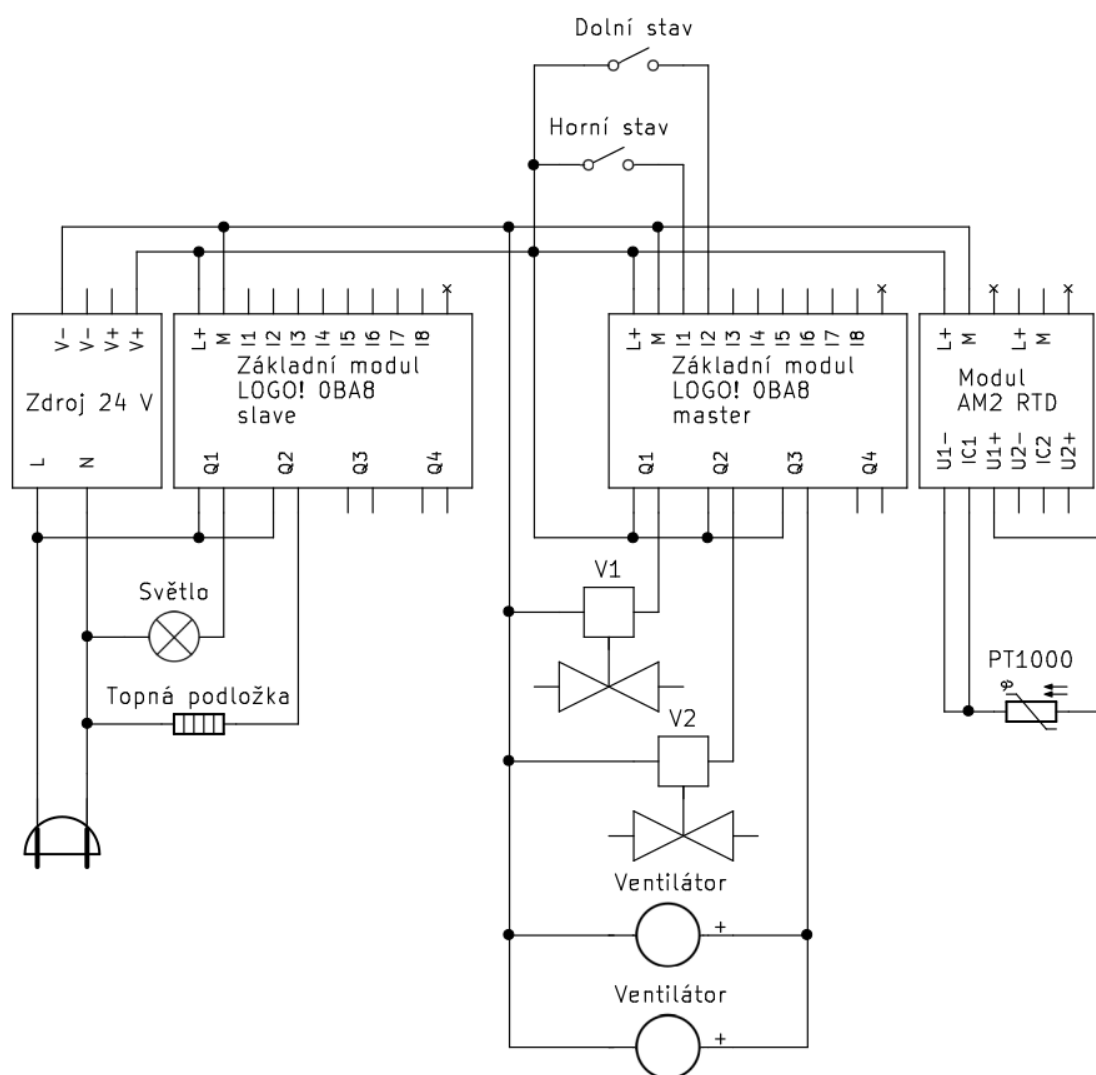 Dolní stav
Horní stav
V- V- V+ V+
L+ M I1 I2 I3 I4 I5 I6 I7 I8
L+ M I1 I2 I3 I4 I5 I6 I7 I8
L+ M L+ M
Zdroj 24 V
L N
Základní modul
LOGO! 0BA8
slave
Q1 Q2 Q3 Q4
Základní modul
LOGO! 0BA8
master
Q1 Q2 Q3 Q4
Modul
AM2 RTD
U1- IC1 U1+ U2- IC2 U2+
Světlo
Topná podložka
V1
V2
PT1000
ϑ
Ventilátor
+
Ventilátor
+